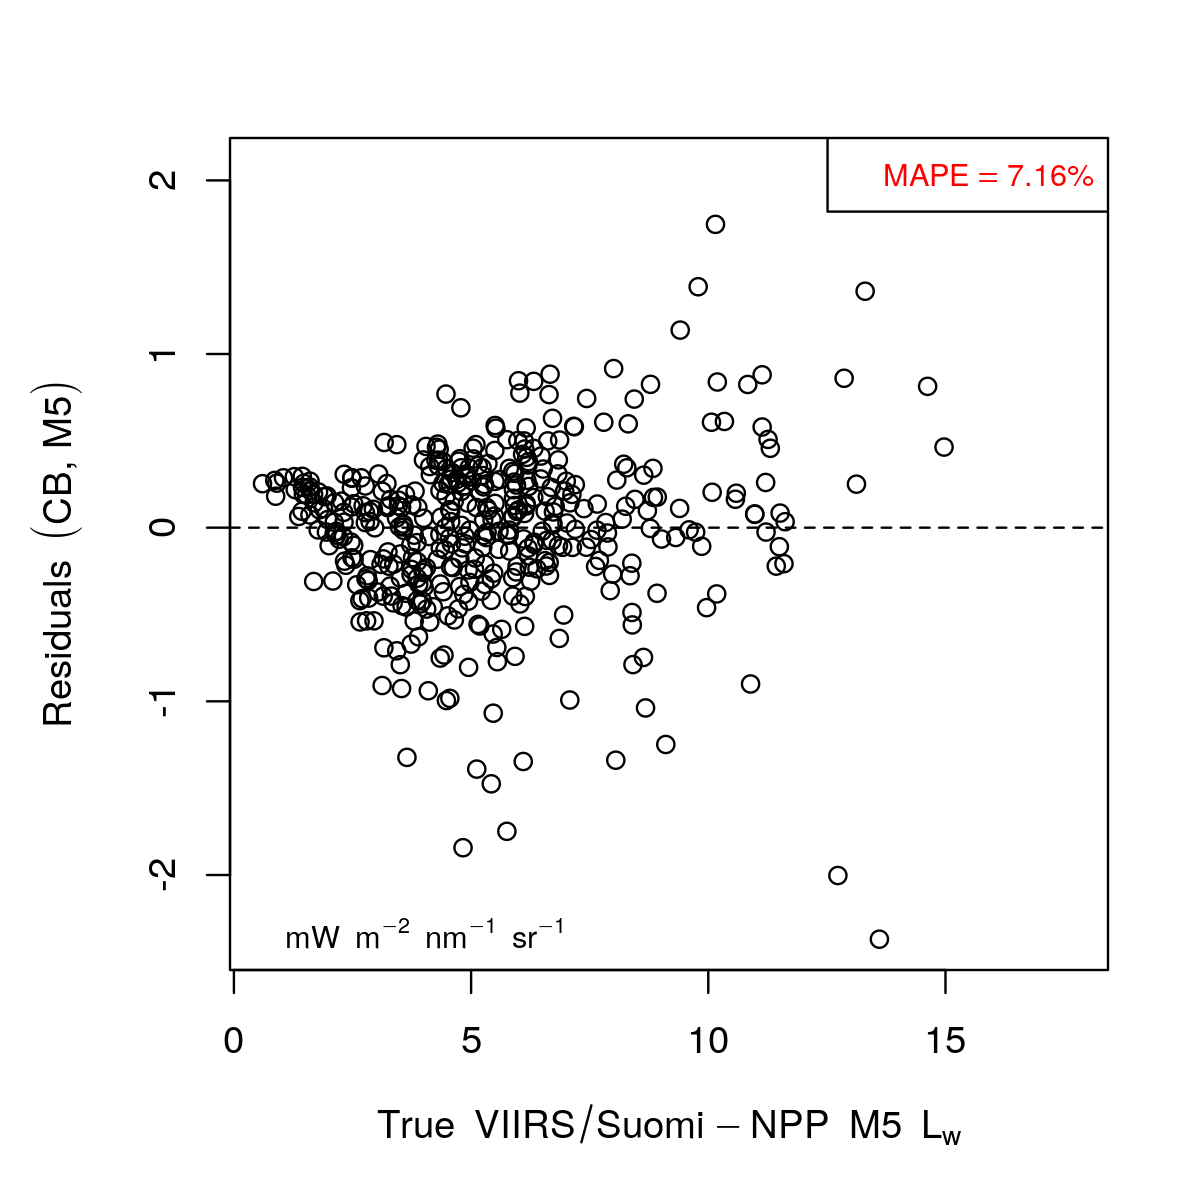 MAPE = 7.16%
2
1
0
-1
-2
Residuals (CB, M5)
mW m⁻² nm⁻¹ sr⁻¹
0 5 10 15
True VIIRS/Suomi−NPP M5 L_w